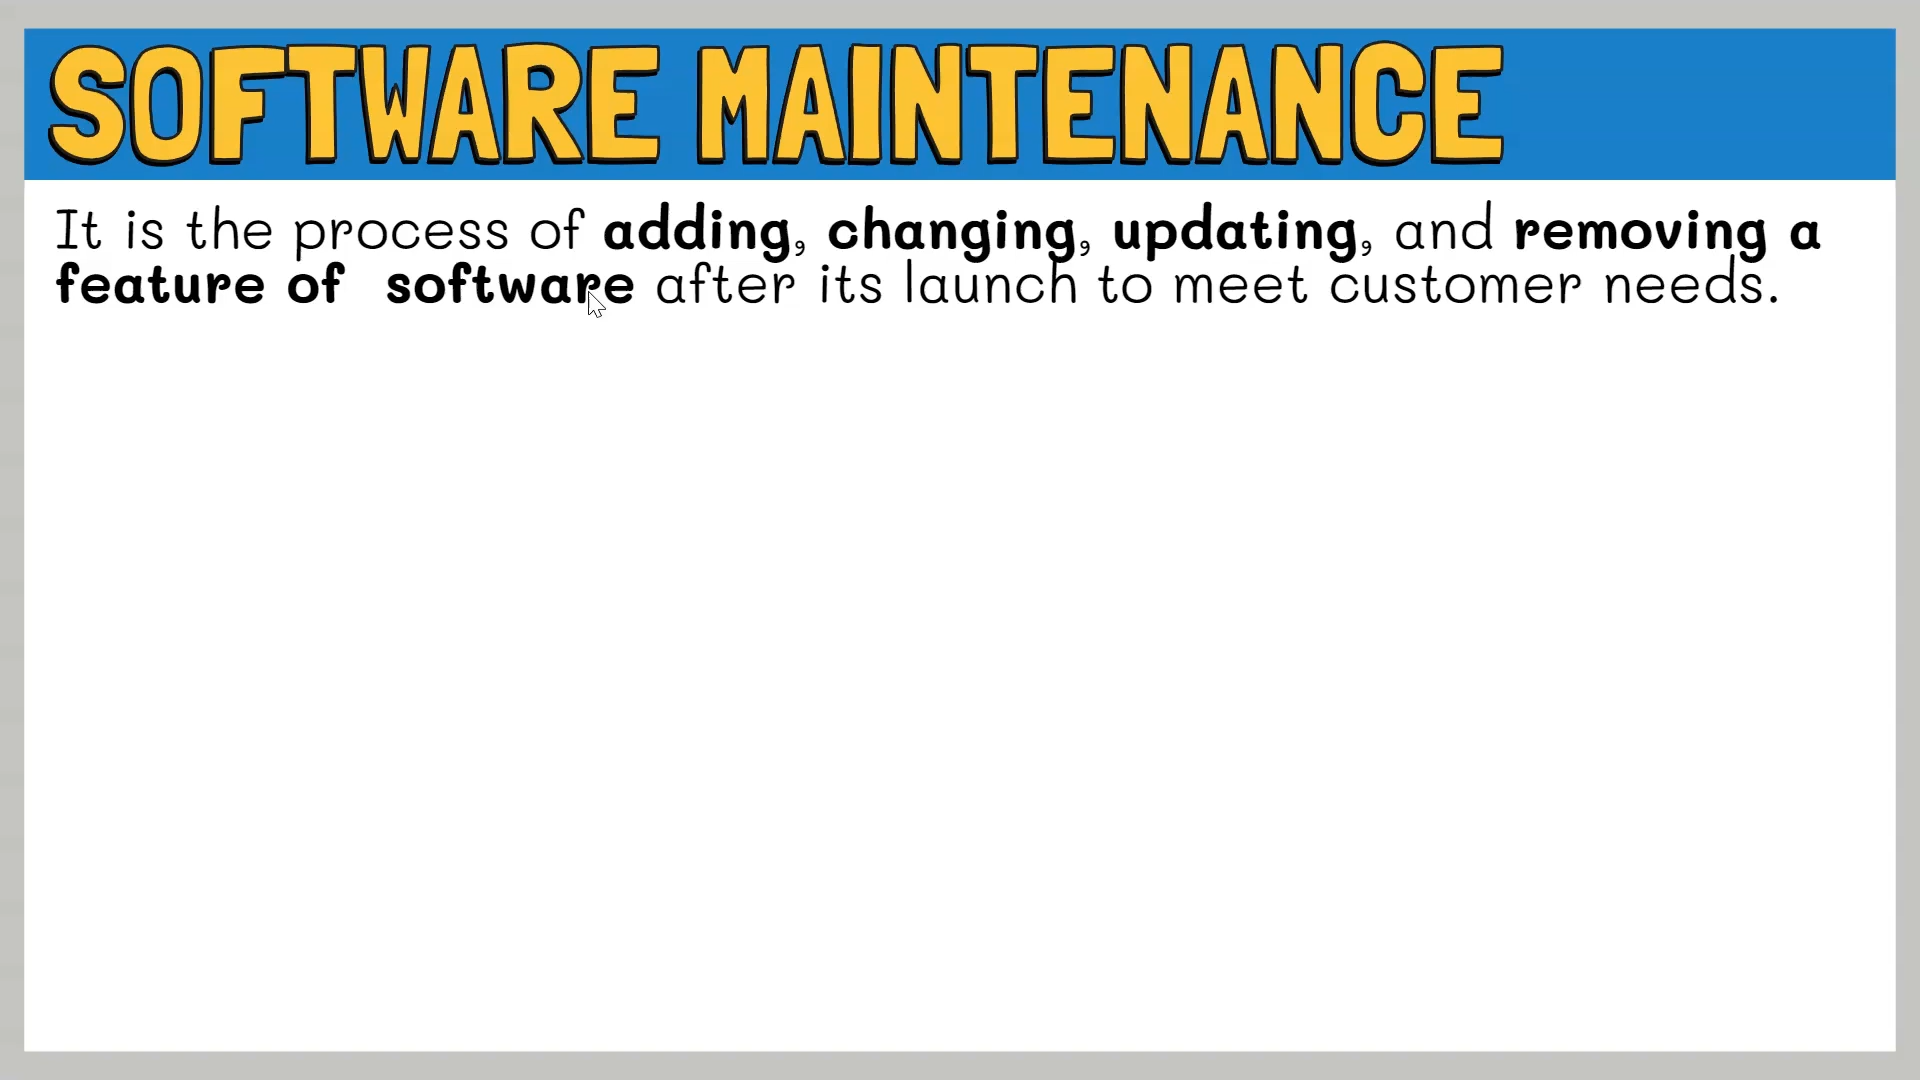 SOFTWARE MAINTENANCE
It is the process of adding, changing, updating, and removing a
feature of  software after its launch to meet customer needs.